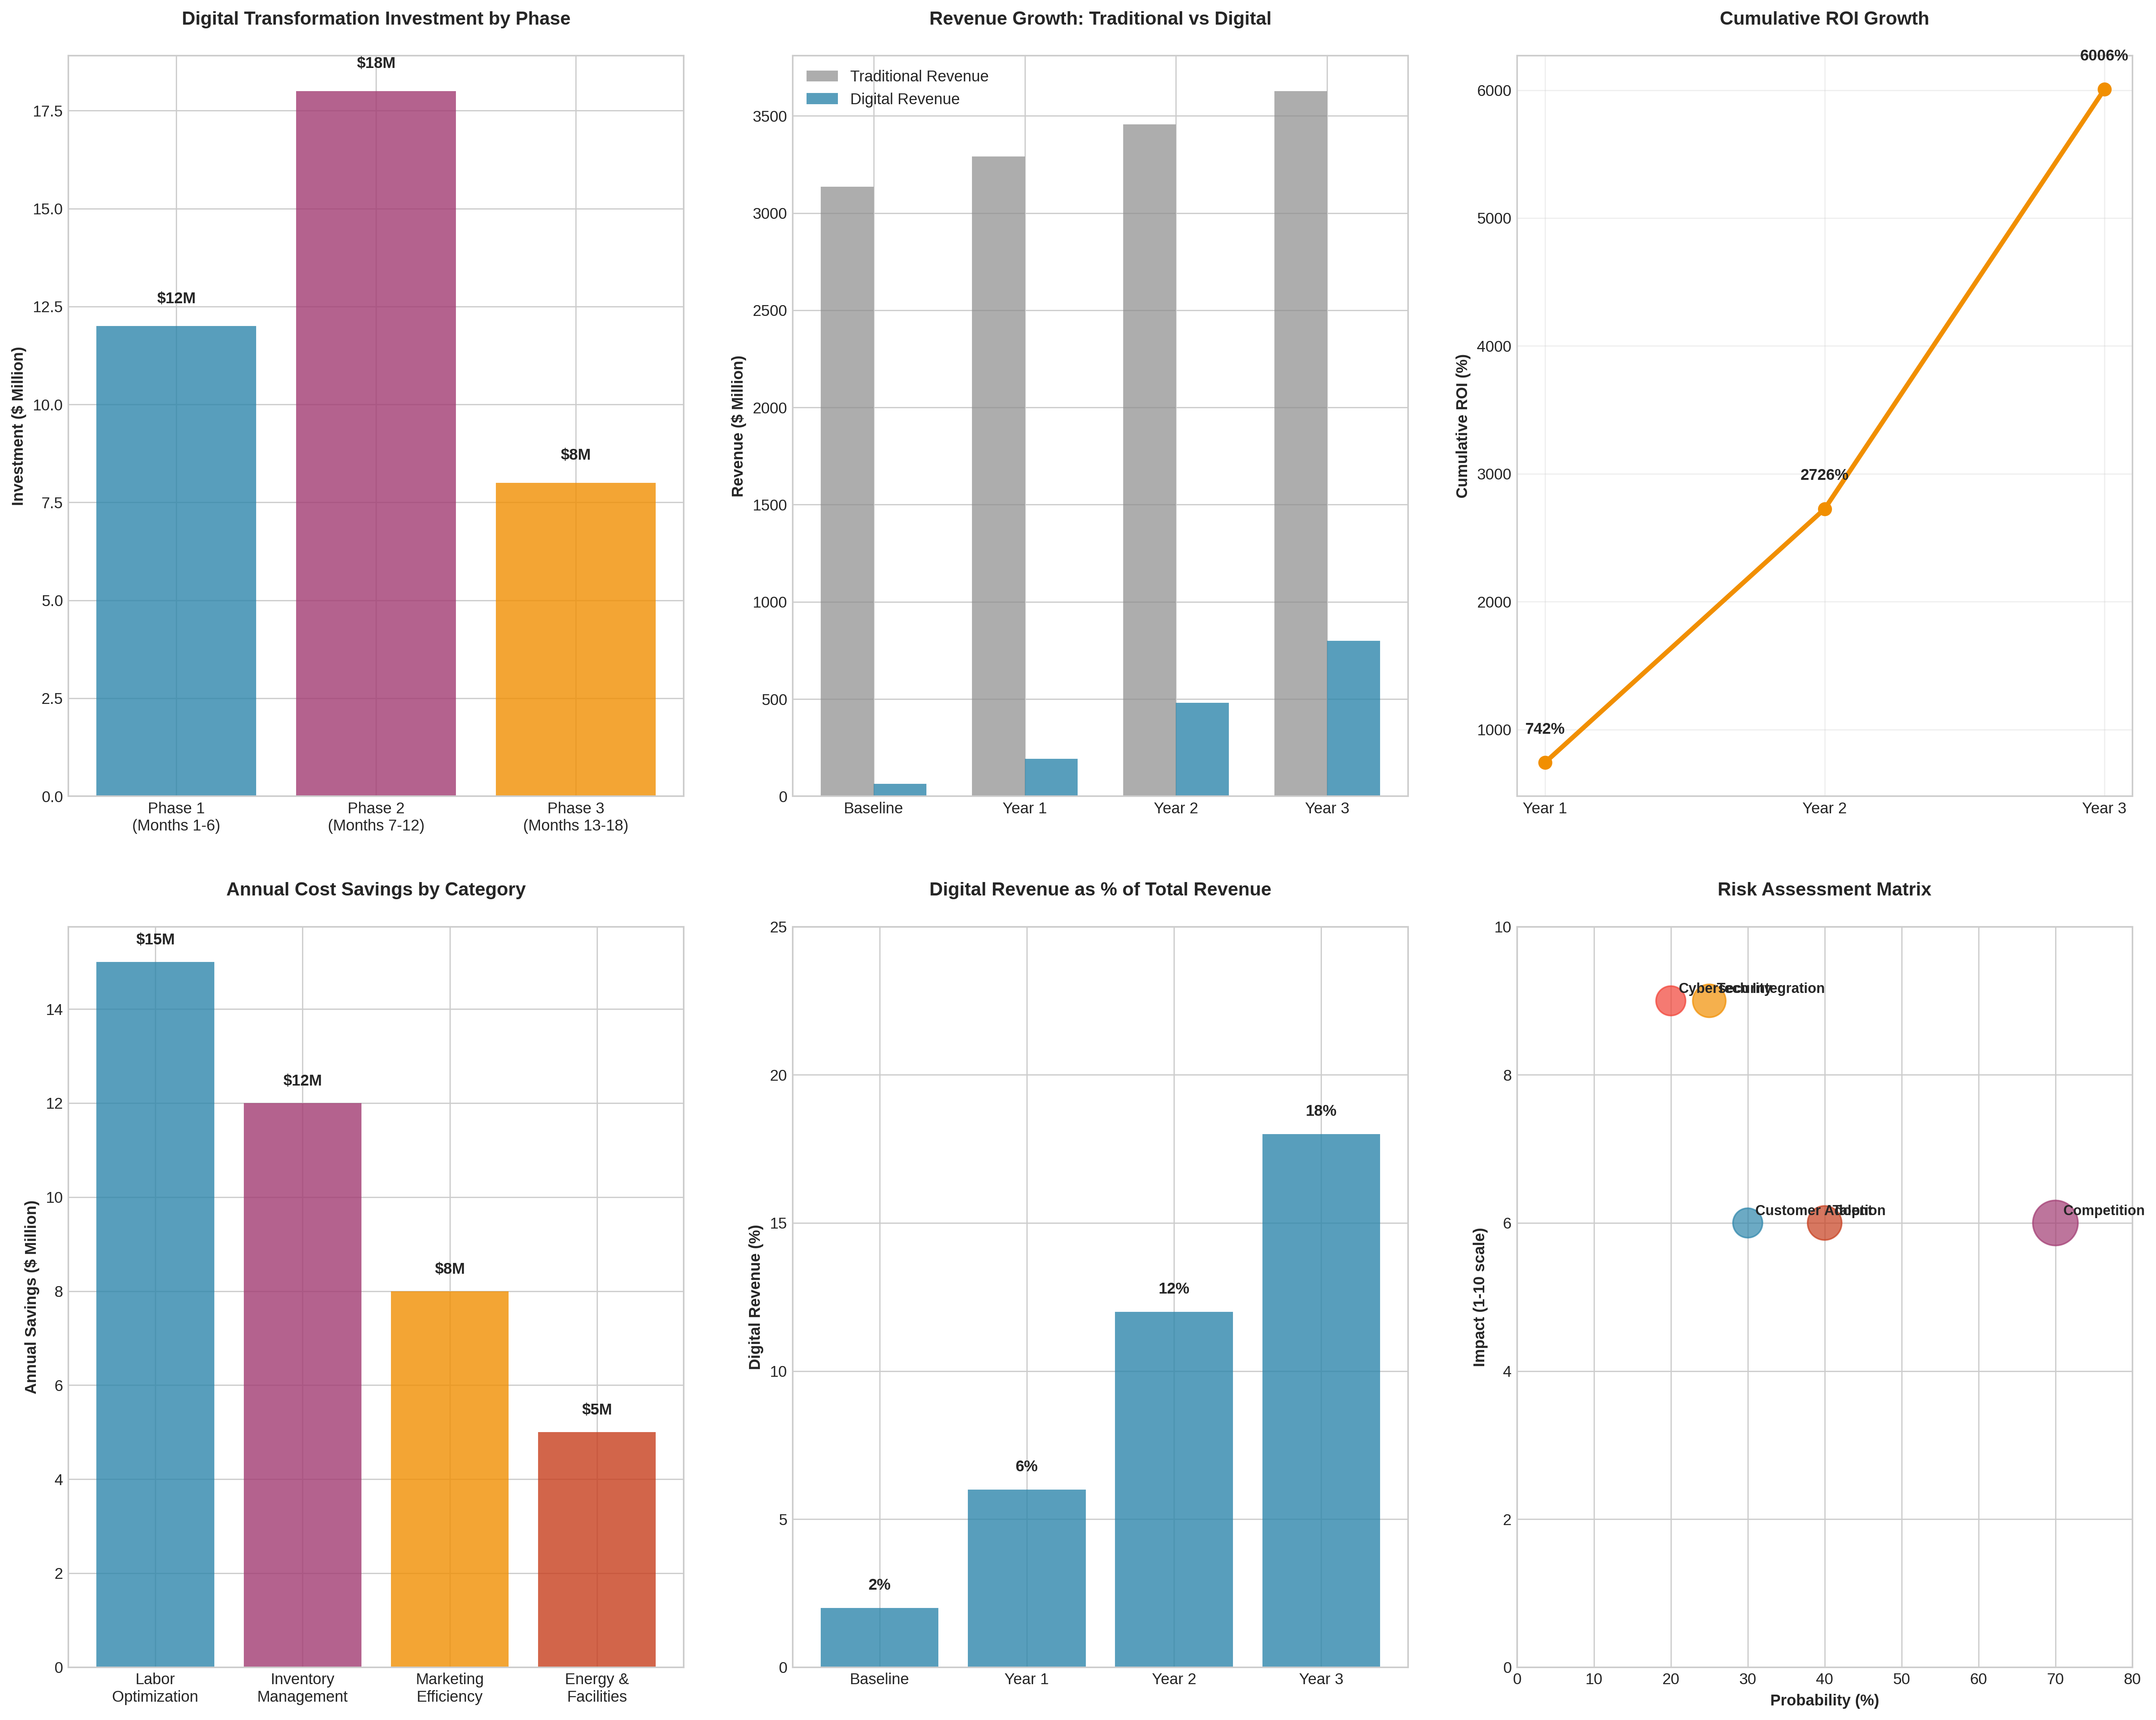 Digital Transformation Investment by Phase
Investment ($ Million)
17.5
15.0
12.5
10.0
7.5
5.0
2.5
0.0
$12M
$18M
$8M
Phase 1
(Months 1-6)
Phase 2
(Months 7-12)
Phase 3
(Months 13-18)
Revenue Growth: Traditional vs Digital
Traditional Revenue
Digital Revenue
Revenue ($ Million)
3500
3000
2500
2000
1500
1000
500
0
Baseline
Year 1
Year 2
Year 3
Cumulative ROI Growth
Cumulative ROI (%)
6000
5000
4000
3000
2000
1000
742%
2726%
6006%
Year 1
Year 2
Year 3
Annual Cost Savings by Category
Annual Savings ($ Million)
14
12
10
8
6
4
2
0
$15M
$12M
$8M
$5M
Labor
Optimization
Inventory
Management
Marketing
Efficiency
Energy &
Facilities
Digital Revenue as % of Total Revenue
Digital Revenue (%)
25
20
15
10
5
0
2%
6%
12%
18%
Baseline
Year 1
Year 2
Year 3
Risk Assessment Matrix
Impact (1-10 scale)
10
8
6
4
2
0
Cybersecurity
Tech Integration
Customer Adoption
Talent
Competition
0
10
20
30
40
50
60
70
80
Probability (%)